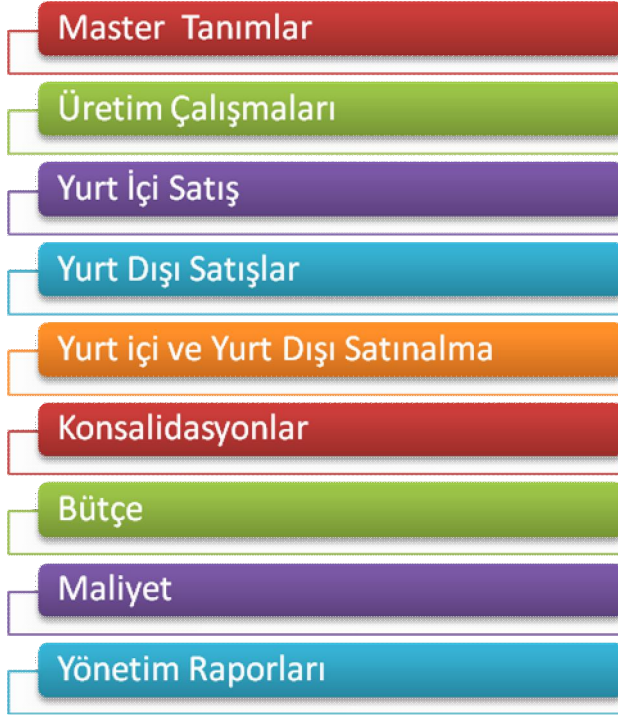 Master Tanımlar
Üretim Çalışmaları
Yurt İçi Satış
Yurt Dışı Satışlar
Yurt içi ve Yurt Dışı Satınalma
Konsalidasyonlar
Bütçe
Maliyet
Yönetim Raporları